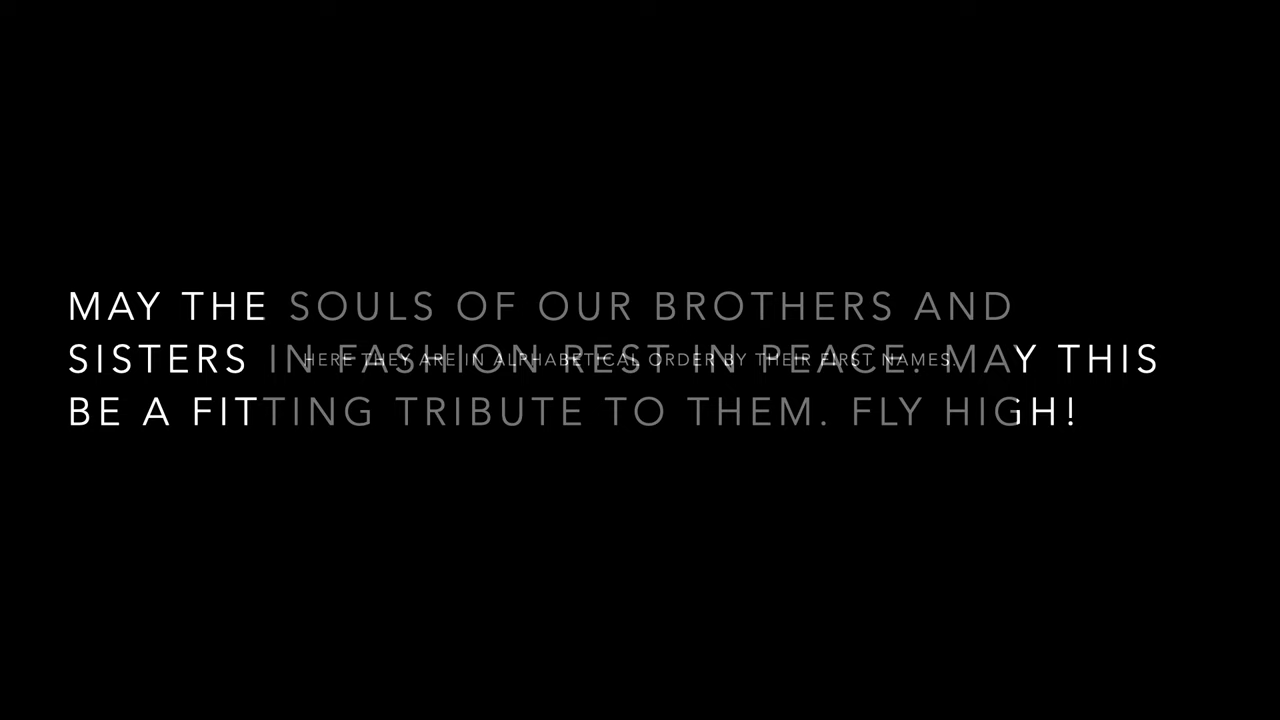 MAY THE SOULS OF OUR BROTHERS AND
SISTERS IN FASHION REST IN PEACE. MAY THIS
BE A FITTING TRIBUTE TO THEM. FLY HIGH!
HERE THEY ARE IN ALPHABETICAL ORDER BY THEIR FIRST NAMES.